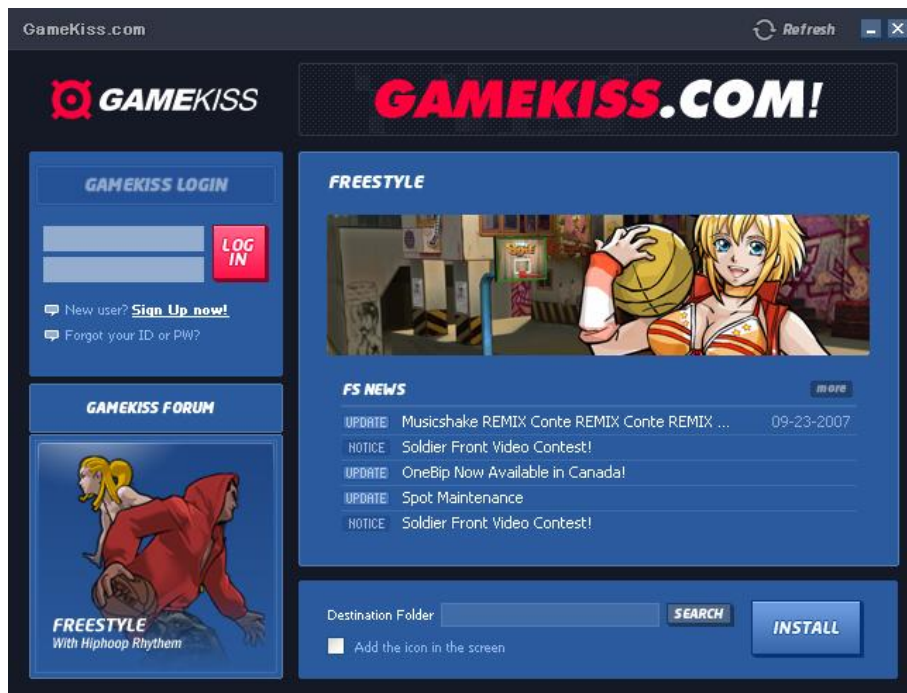 GameKiss.com
Refresh
GAMEKISS
GAMEKISS.COM!
GAMEKISS LOGIN
LOG
IN
New user? Sign Up now!
Forgot your ID or PW?
GAMEKISS FORUM
FREESTYLE
With Hiphoop Rhythem
FREESTYLE
FS NEWS more
UPDATE Musicshake REMIX Conte REMIX Conte REMIX ... 09-23-2007
NOTICE Soldier Front Video Contest!
UPDATE OneBip Now Available in Canada!
UPDATE Spot Maintenance
NOTICE Soldier Front Video Contest!
Destination Folder SEARCH
Add the icon in the screen
INSTALL